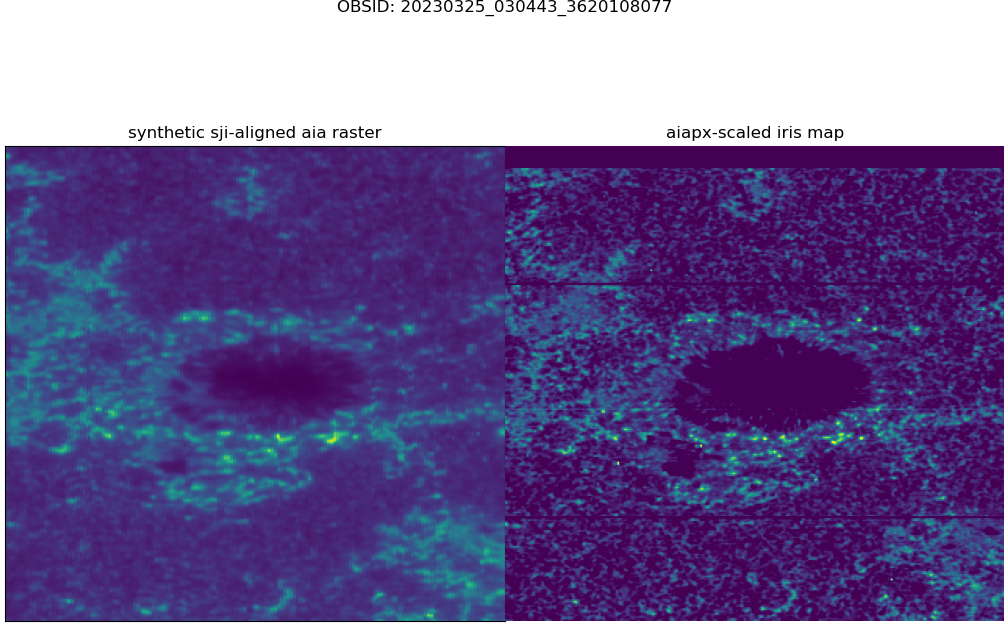 OBSID: 20230325_030443_3620108077
synthetic sji-aligned aia raster
aiapx-scaled iris map